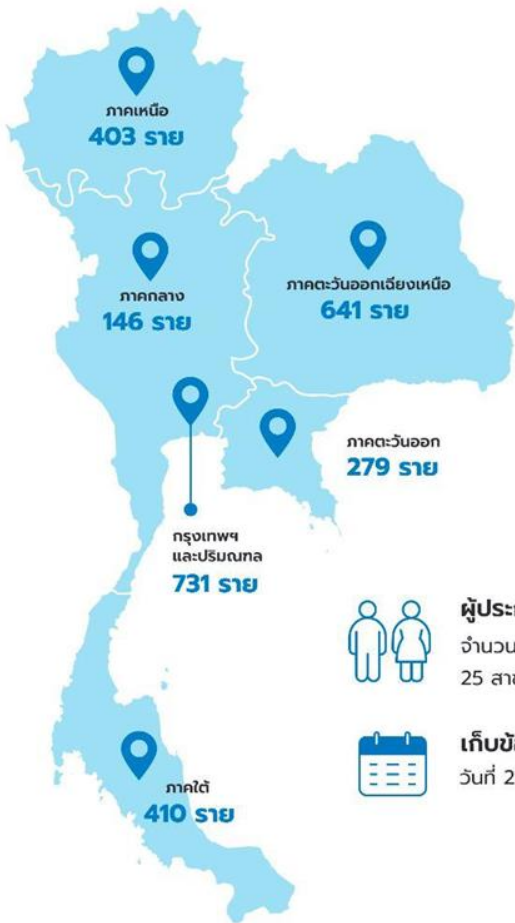 ภาคเหนือ
403 ราย
ภาคกลาง
146 ราย
ภาคตะวันออกเฉียงเหนือ
641 ราย
ภาคตะวันออก
279 ราย
กรุงเทพฯ
และปริมณฑล
731 ราย
จำนวน
25
วันที่ 2
ภาคใต้
410 ราย